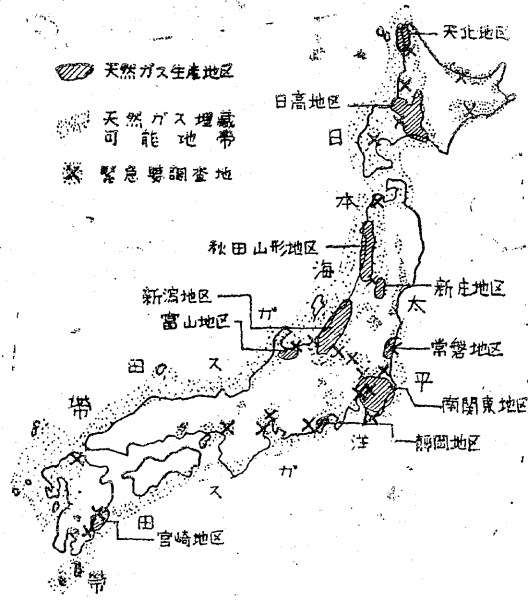 天然ガス生産地区
天然ガス埋蔵
可能地帯
緊急要調査地
天北地区
日高地区
秋田山形地区
新庄地区
新潟地区
富山地区
常磐地区
南関東地区
静岡地区
宮崎地区
日本海ガス田帯
太平洋ガス田帯